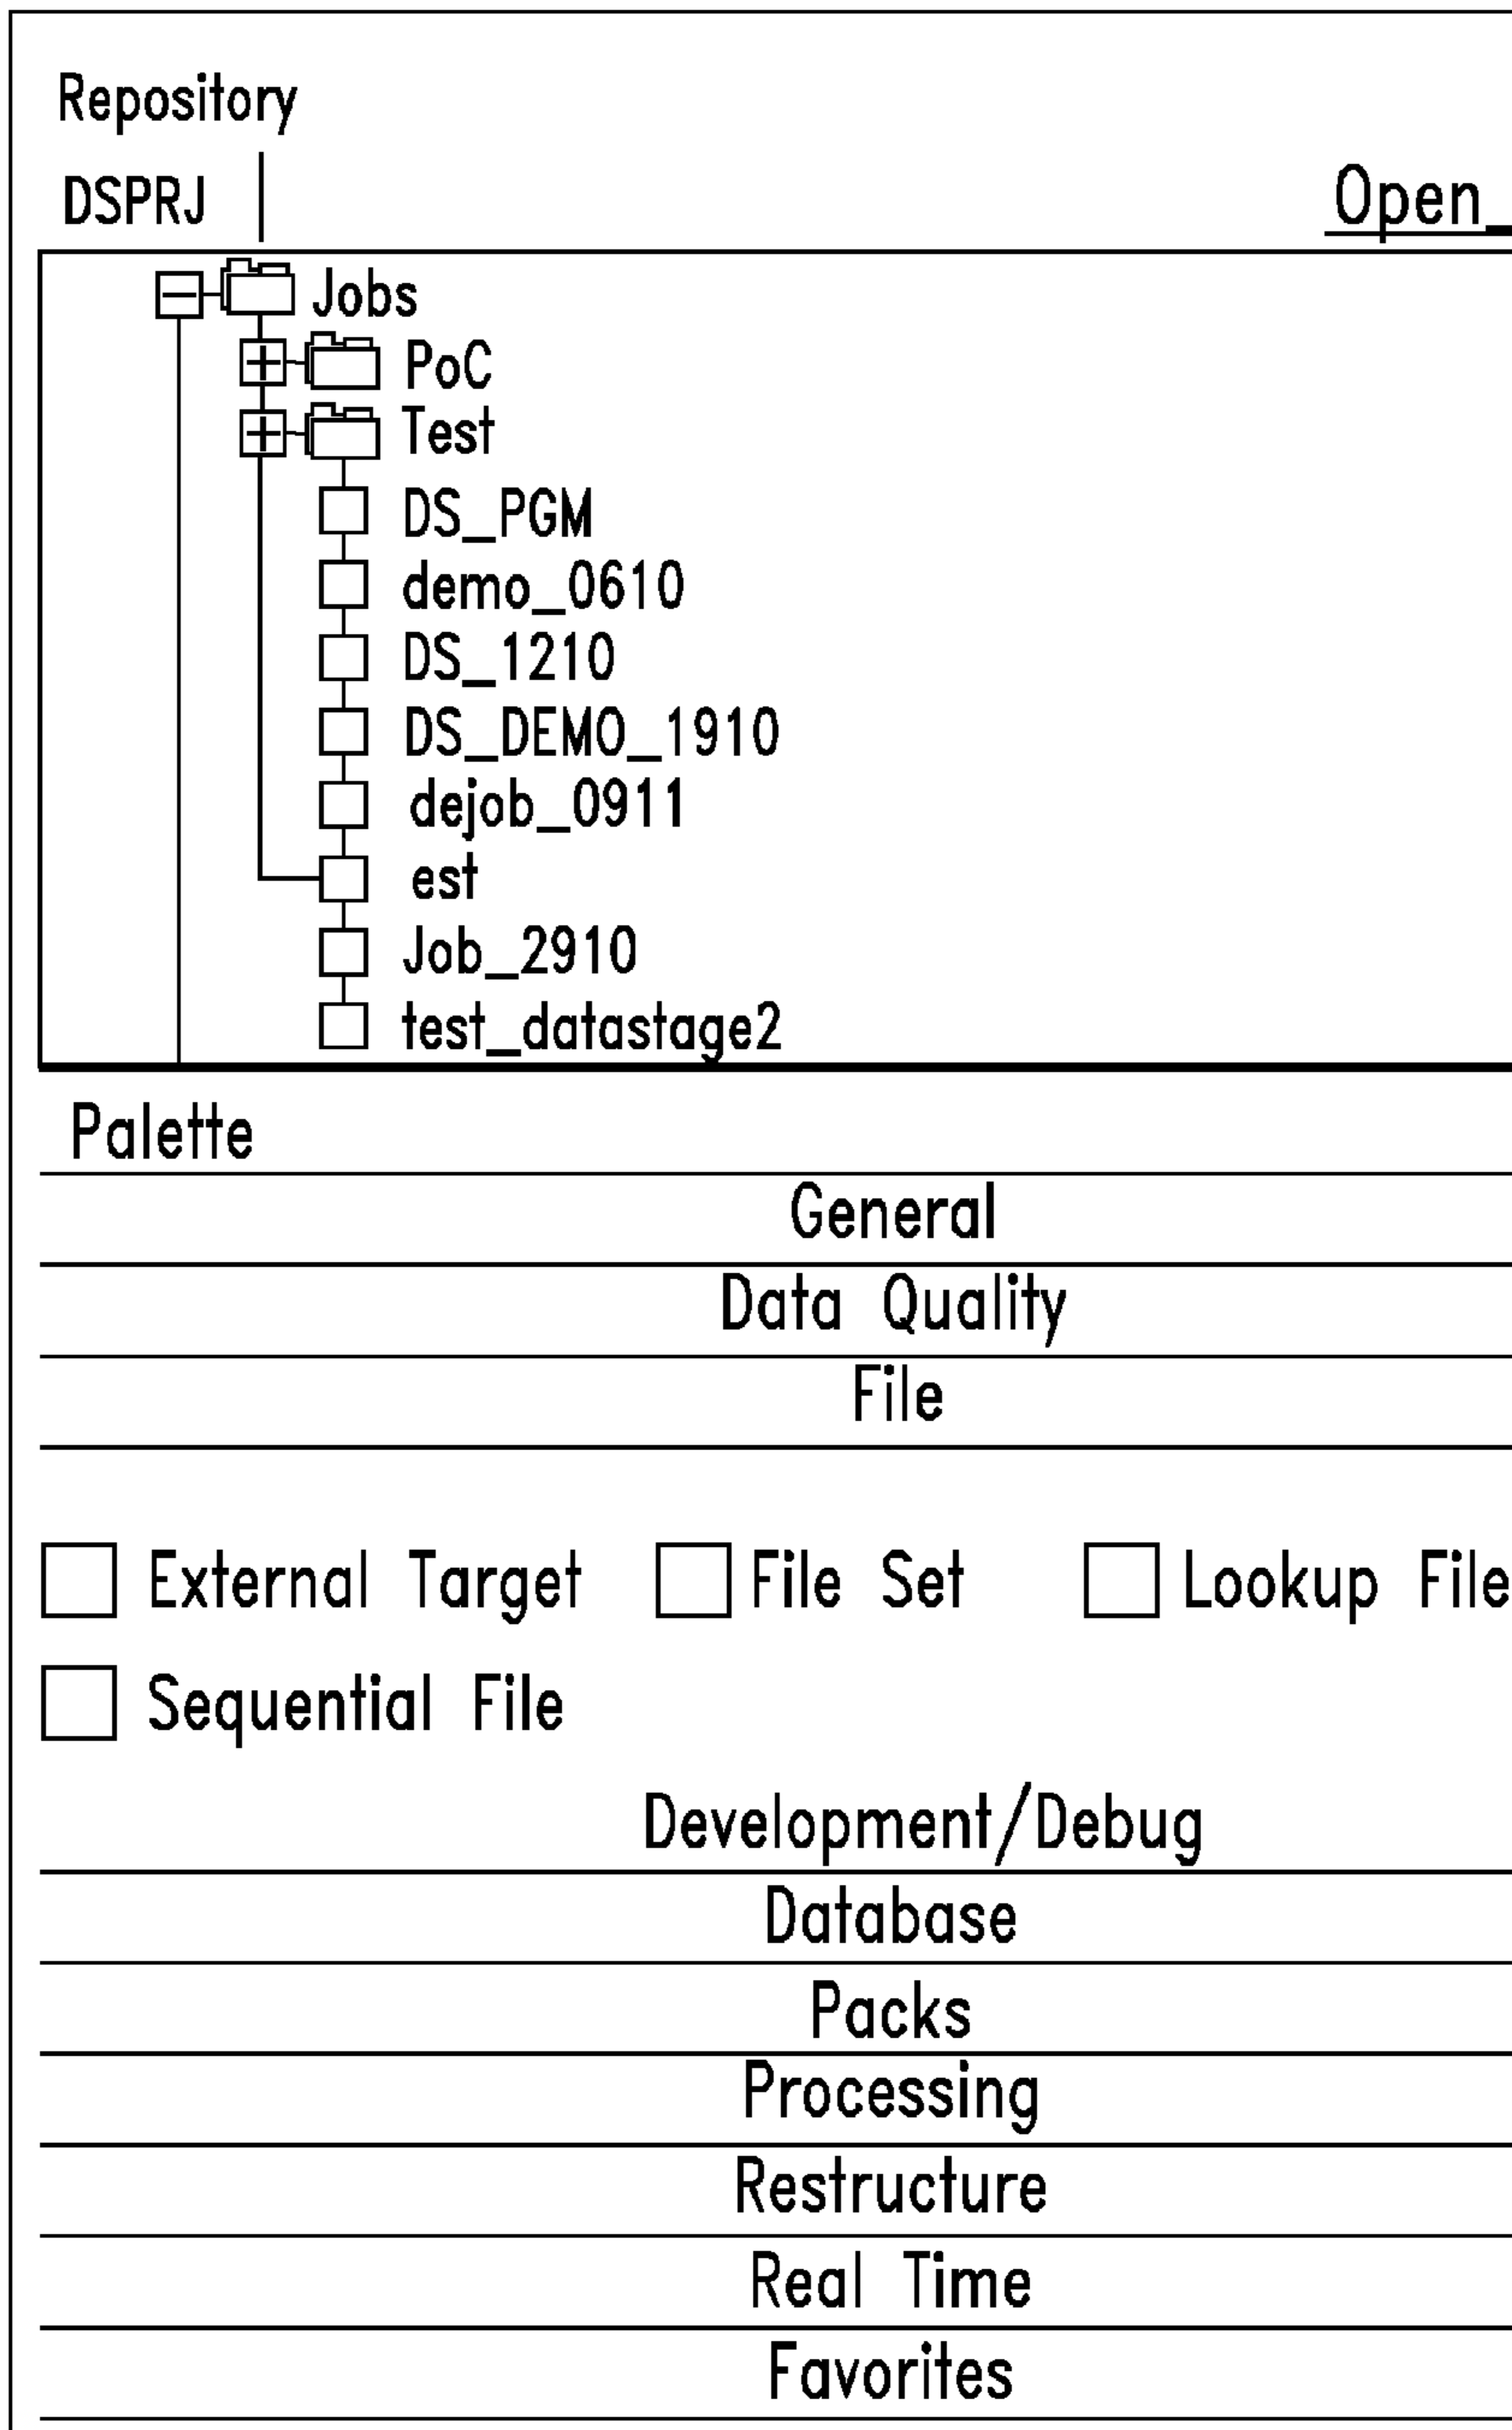 Repository
DSPRJ Open_
Jobs
PoC
Test
DS_PGM
demo_0610
DS_1210
DS_DEMO_1910
dejob_0911
est
Job_2910
test_datastage2
Palette
General
Data Quality
File
External Target File Set Lookup File
Sequential File
Development/Debug
Database
Packs
Processing
Restructure
Real Time
Favorites